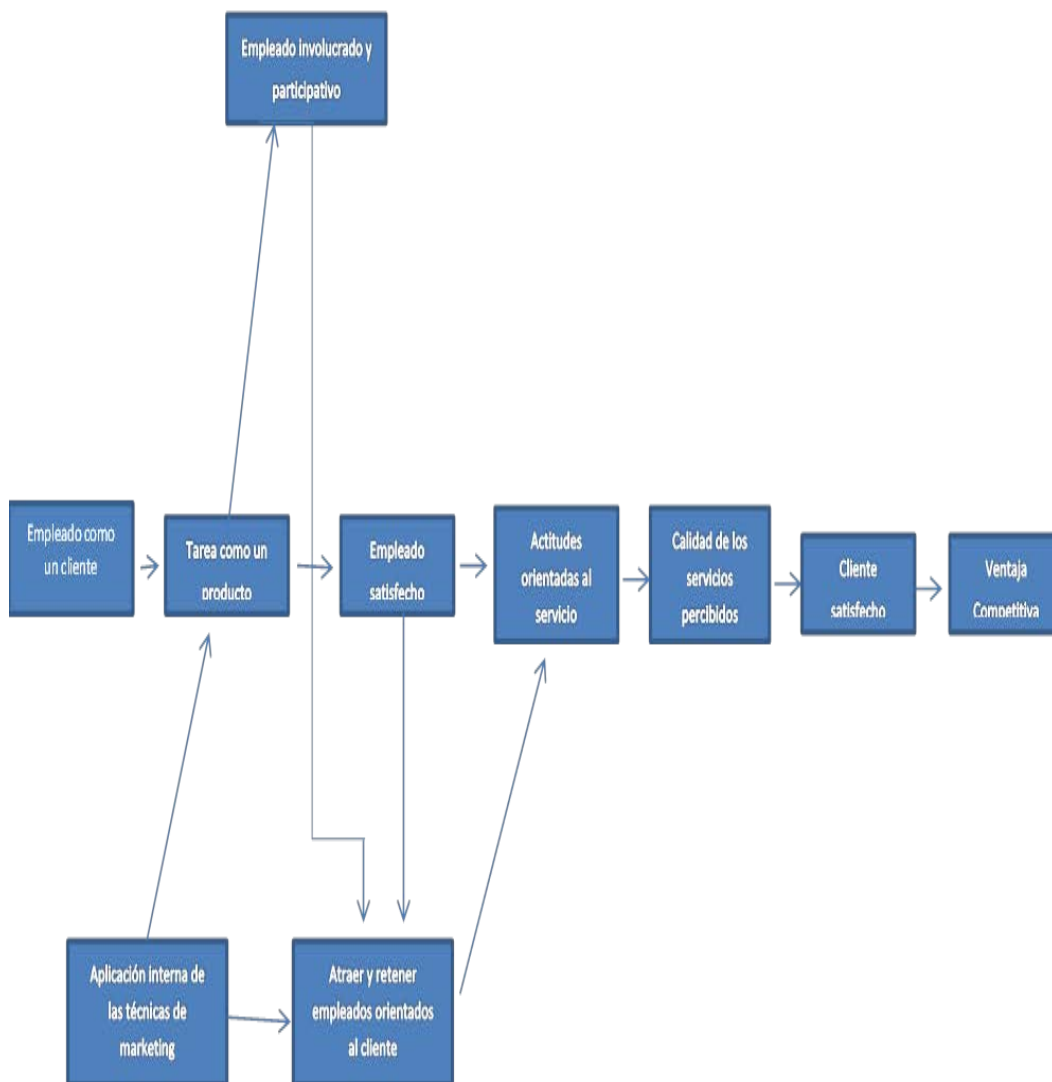 Empleado involucrado y
participativo
Empleado como
un cliente
Tarea como un
producto
Empleado
satisfecho
Actitudes
orientadas al
servicio
Calidad de los
servicios
percibidos
Cliente
satisfecho
Ventaja
Competitiva
Aplicación interna de
las técnicas de
marketing
Atraer y retener
empleados orientados
al cliente